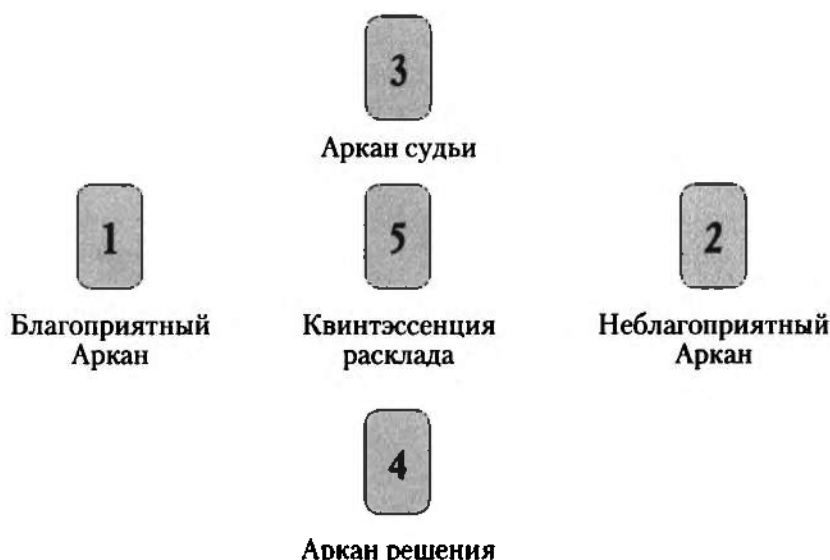 3
Аркан судьи
1
5
2
Благоприятный
Аркан
Квинтэссенция
расклада
Неблагоприятный
Аркан
4
Аркан решения